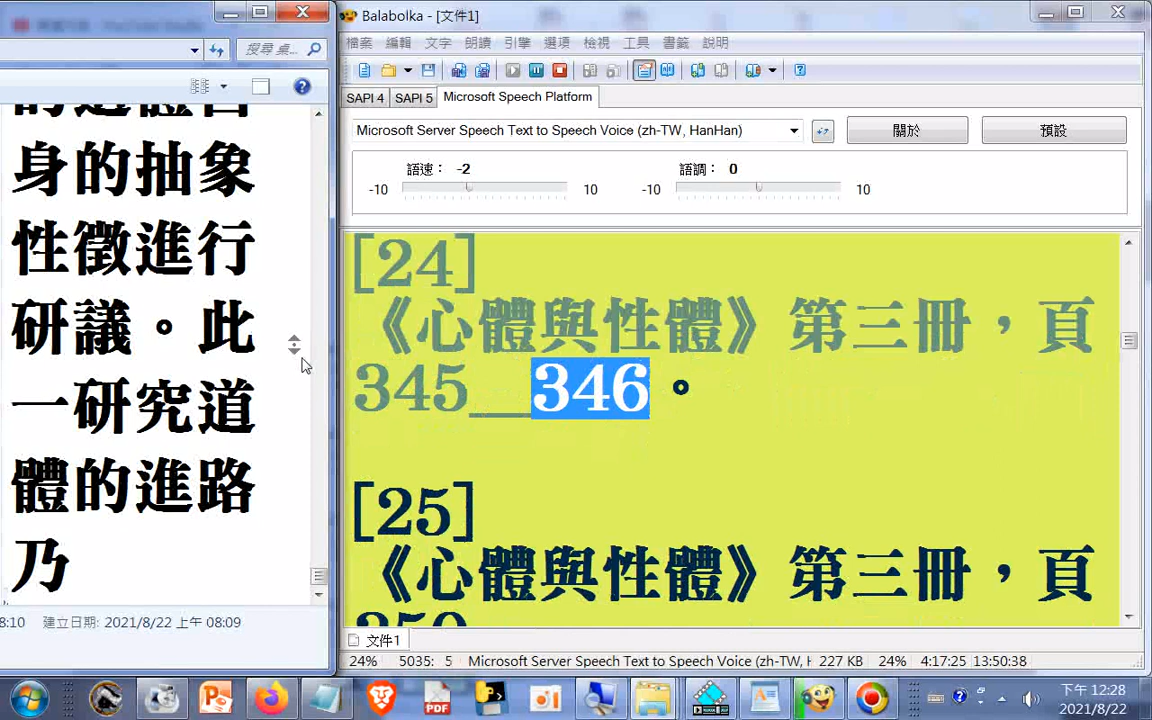 搜尋 桌...
的道體自
身的抽象
性徵進行
研議。此
一研究道
體的進路
乃
8:10 建立日期: 2021/8/22 上午 08:09
Balabolka - [文件1]
檔案 編輯 文字 朗讀 引擎 選項 檢視 工具 書籤 說明
SAPI 4 SAPI 5 Microsoft Speech Platform
Microsoft Server Speech Text to Speech Voice (zh-TW, HanHan)
關於
預設
語速: -2
-10 10
語調: 0
-10 10
[24]
《心體與性體》第三冊，頁
345__346。
[25]
《心體與性體》第三冊，頁
350
文件1
24% 5035: 5 Microsoft Server Speech Text to Speech Voice (zh-TW, H 227 KB 24% 4:17:25 13:50:38
PDF
下午 12:28
2021/8/22